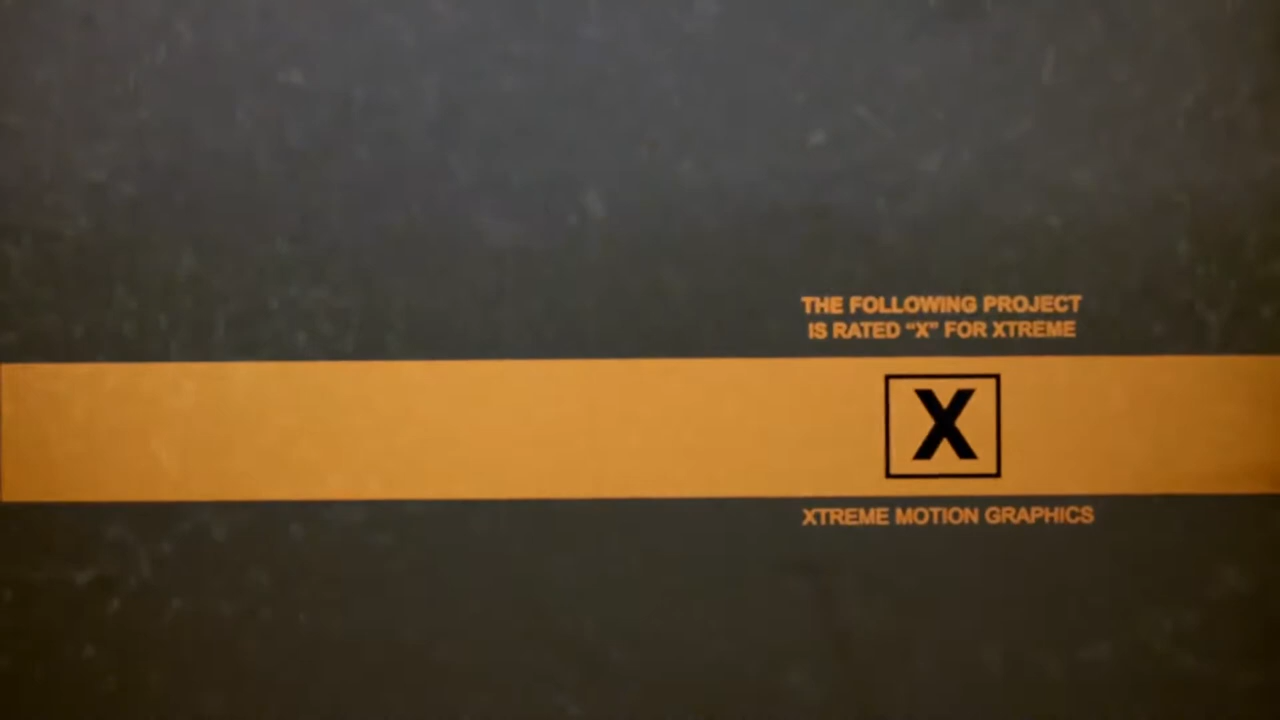 THE FOLLOWING PROJECT
IS RATED “X” FOR XTREME
X
XTREME MOTION GRAPHICS